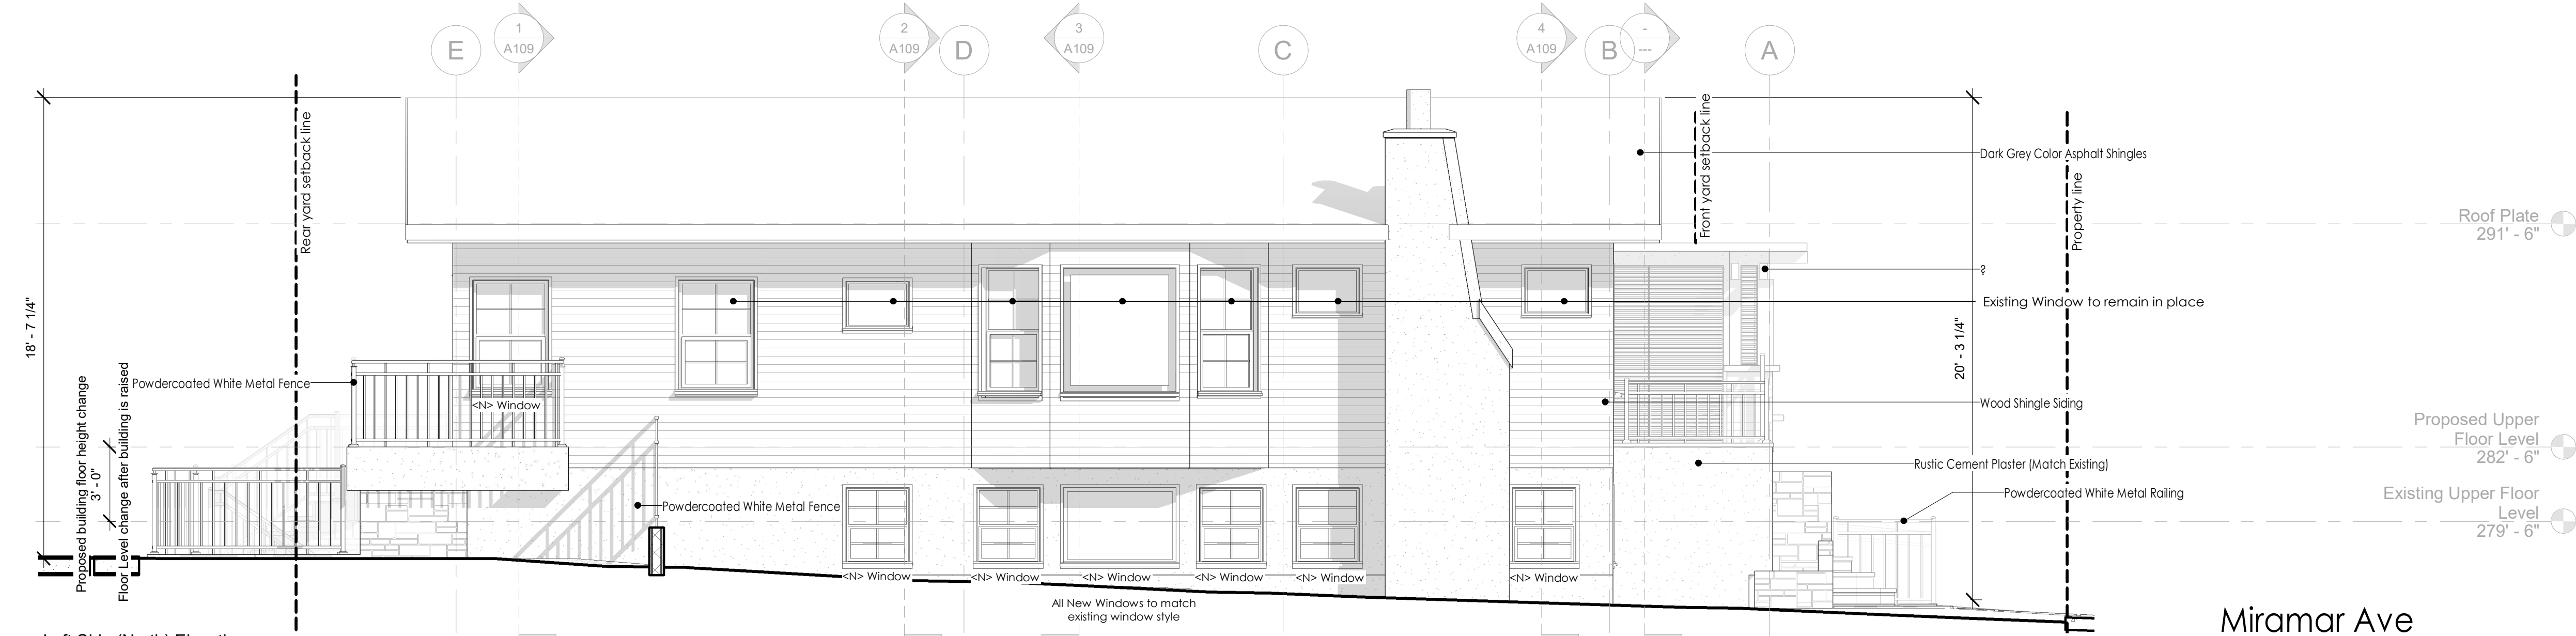 E
1
A109
2
A109
D
3
A109
C
4
A109
B
-
---
A
Rear yard setback line
Front yard setback line
Property line
Dark Grey Color Asphalt Shingles
Roof Plate
291' - 6"
?
Existing Window to remain in place
18' - 7 1/4"
20' - 3 1/4"
Proposed building floor height change
3' - 0"
Floor Level change after building is raised
Powdercoated White Metal Fence
<N> Window
Wood Shingle Siding
Proposed Upper
Floor Level
282' - 6"
Rustic Cement Plaster (Match Existing)
Powdercoated White Metal Railing
Existing Upper Floor
Level
279' - 6"
Powdercoated White Metal Fence
<N> Window
<N> Window
<N> Window
<N> Window
<N> Window
<N> Window
All New Windows to match
existing window style
Miramar Ave